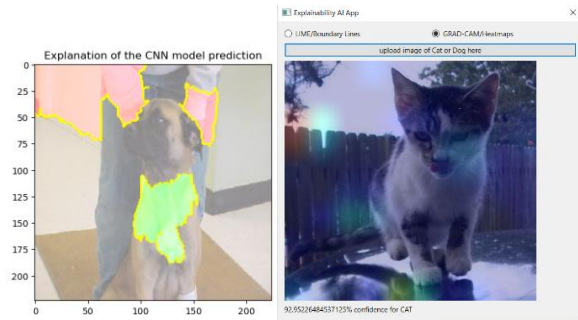 Explanation of the CNN model prediction
0
25
50
75
100
125
150
175
200
0 50 100 150 200
Explainability AI App
LIME/Boundary Lines GRAD-CAM/Heatmaps
upload image of Cat or Dog here
92.95226484537125% confidence for CAT